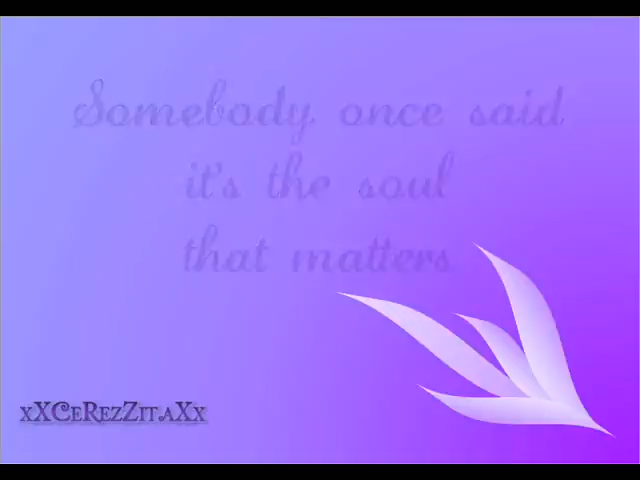 Somebody once said
it's the soul
that matters
xXCeRezZitaXx